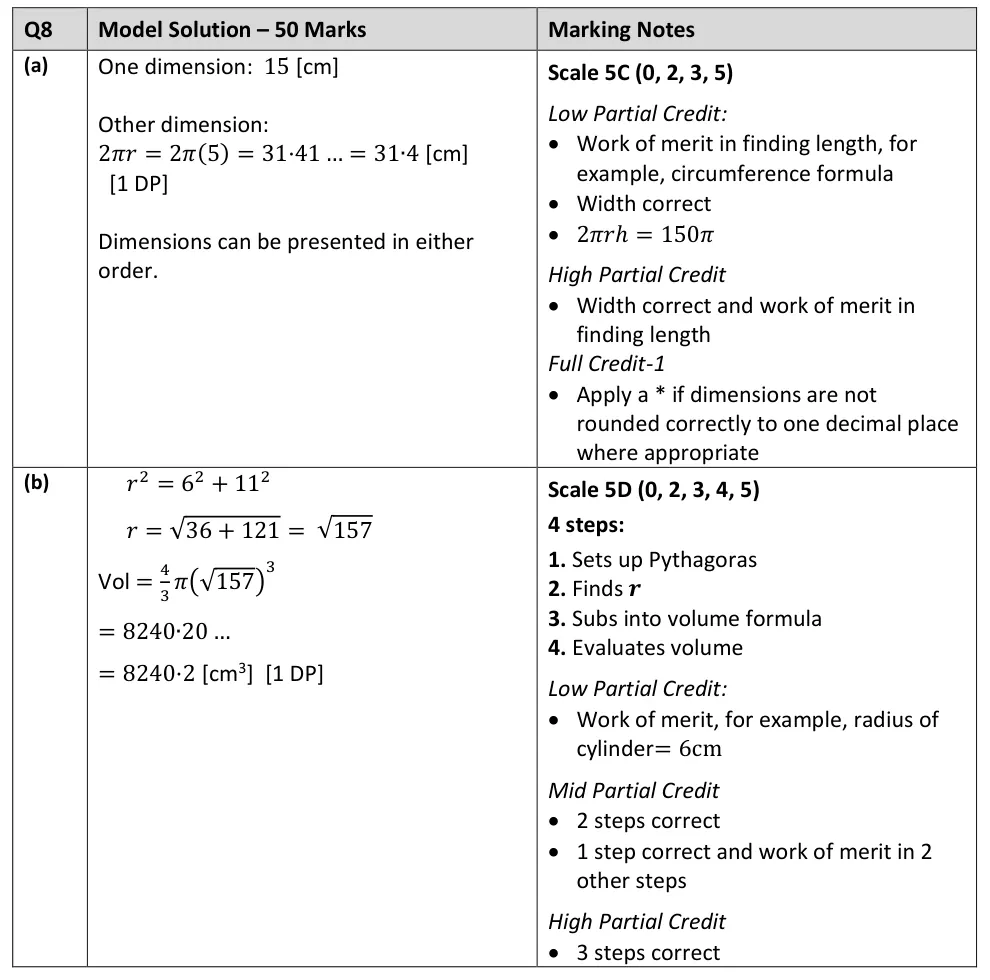 Q8 Model Solution – 50 Marks Marking Notes
(a)
One dimension: 15 [cm]
Other dimension:
2πr = 2π(5) = 31·41 … = 31·4 [cm]
[1 DP]
Dimensions can be presented in either
order.
Scale 5C (0, 2, 3, 5)
Low Partial Credit:
• Work of merit in finding length, for
example, circumference formula
• Width correct
• 2πrh = 150π
High Partial Credit
• Width correct and work of merit in
finding length
Full Credit-1
• Apply a * if dimensions are not
rounded correctly to one decimal place
where appropriate
(b)
r² = 6² + 11²
r = √36 + 121 = √157
Vol = 4/3 π(√157)³
= 8240·20 …
= 8240·2 [cm³] [1 DP]
Scale 5D (0, 2, 3, 4, 5)
4 steps:
1. Sets up Pythagoras
2. Finds r
3. Subs into volume formula
4. Evaluates volume
Low Partial Credit:
• Work of merit, for example, radius of
cylinder= 6cm
Mid Partial Credit
• 2 steps correct
• 1 step correct and work of merit in 2
other steps
High Partial Credit
• 3 steps correct